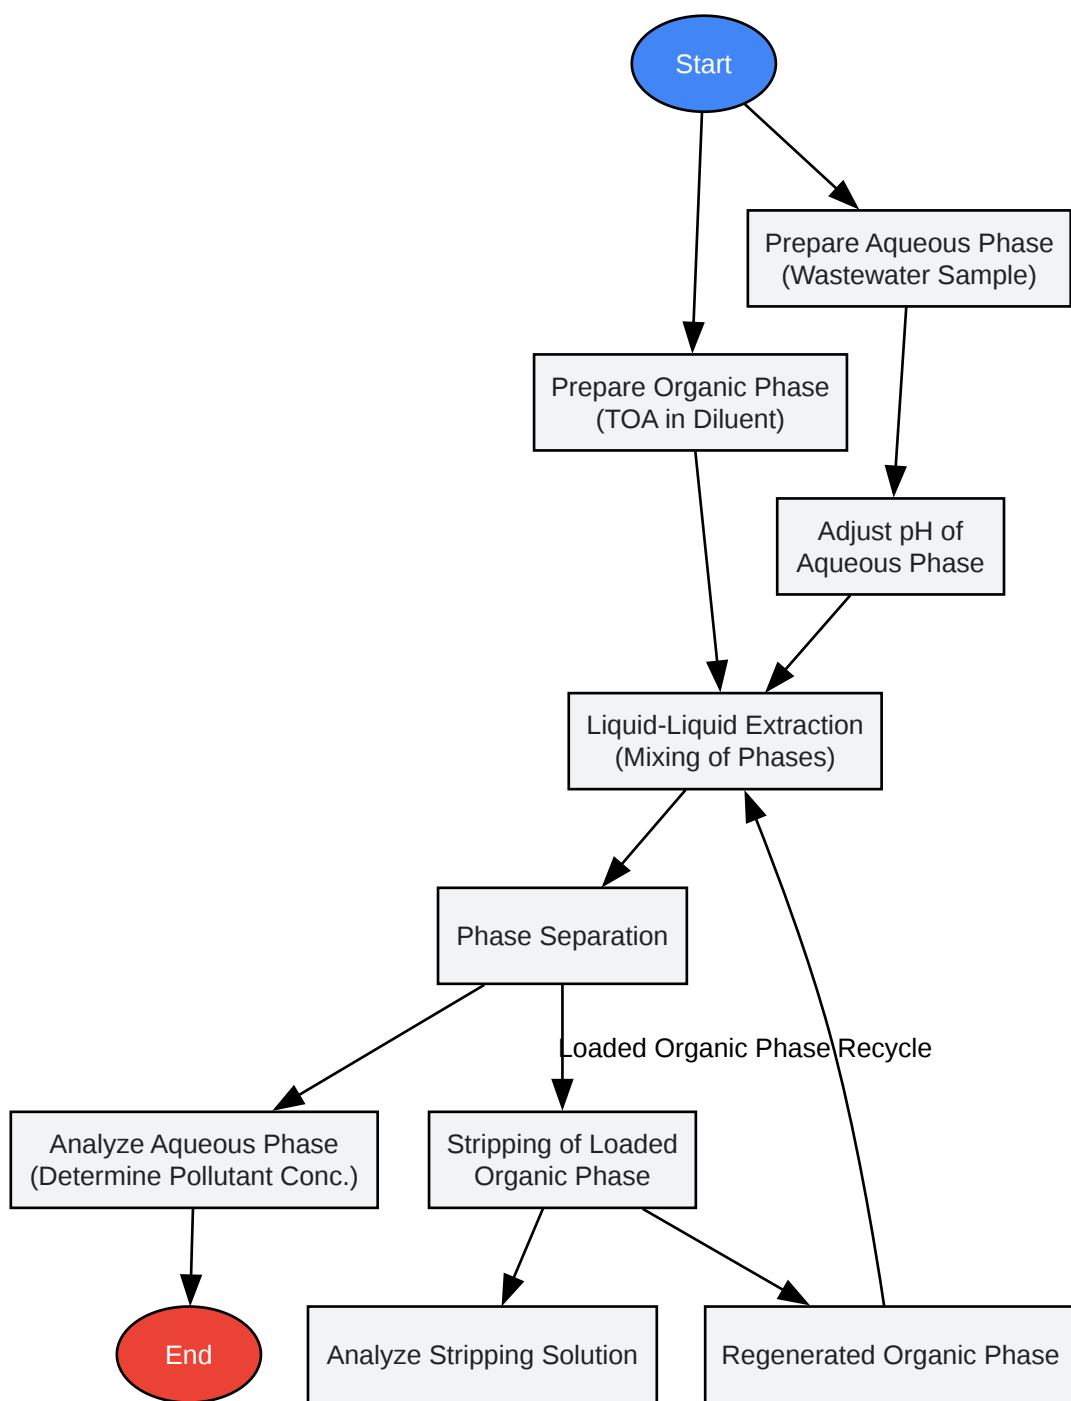 Start
Prepare Aqueous Phase
(Wastewater Sample)
Prepare Organic Phase
(TOA in Diluent)
Adjust pH of
Aqueous Phase
Liquid-Liquid Extraction
(Mixing of Phases)
Phase Separation
Loaded Organic Phase
Recycle
Analyze Aqueous Phase
(Determine Pollutant Conc.)
Stripping of Loaded
Organic Phase
End
Analyze Stripping Solution
Regenerated Organic Phase